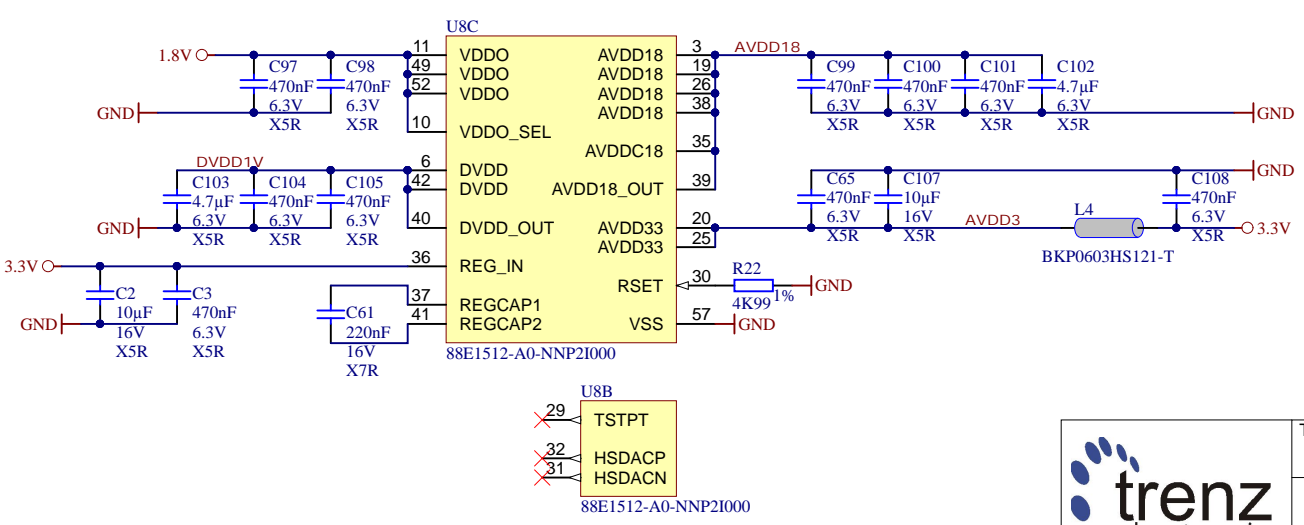 U8C
1.8V
11
VDDO
AVDD18
3
AVDD18
49
VDDO
AVDD18
19
52
VDDO
AVDD18
26
AVDD18
38
10
VDDO_SEL
AVDDC18
35
6
DVDD
42
DVDD
AVDD18_OUT
39
40
DVDD_OUT
AVDD33
20
AVDD33
25
36
REG_IN
RSET
30
37
REGCAP1
41
REGCAP2
VSS
57
88E1512-A0-NNP2I000
C97
470nF
6.3V
X5R
C98
470nF
6.3V
X5R
GND
DVDD1V
C103
4.7µF
6.3V
X5R
C104
470nF
6.3V
X5R
C105
470nF
6.3V
X5R
GND
3.3V
C2
10µF
16V
X5R
C3
470nF
6.3V
X5R
GND
C61
220nF
16V
X7R
C99
470nF
6.3V
X5R
C100
470nF
6.3V
X5R
C101
470nF
6.3V
X5R
C102
4.7µF
6.3V
X5R
GND
GND
C65
470nF
6.3V
X5R
C107
10µF
16V
X5R
AVDD3
L4
BKP0603HS121-T
C108
470nF
6.3V
X5R
3.3V
R22
4K99
1%
GND
GND
U8B
29
TSTPT
32
HSDACP
31
HSDACN
88E1512-A0-NNP2I000
trenz